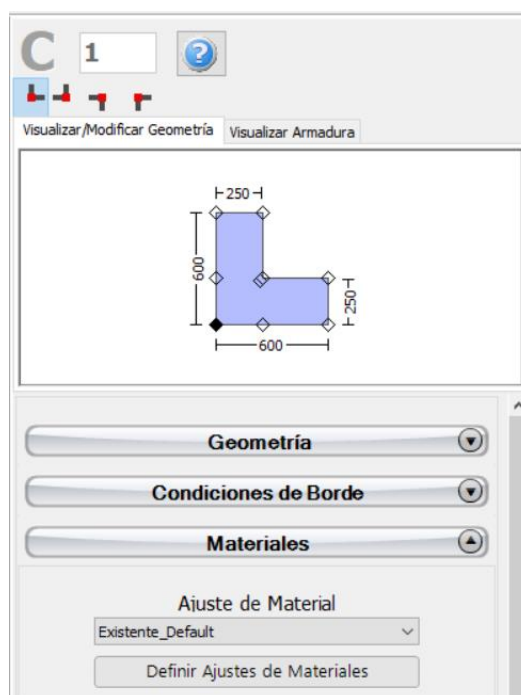 C 1 ?
Visualizar/Modificar Geometría Visualizar Armadura
250
600
250
600
Geometría
Condiciones de Borde
Materiales
Ajuste de Material
Existente_Default
Definir Ajustes de Materiales